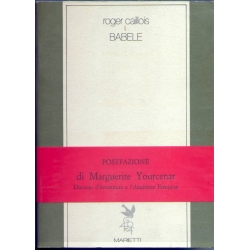 roger caillois
BABELE
POSTFAZIONE
di Marguerite Yourcenar
MARIETTI